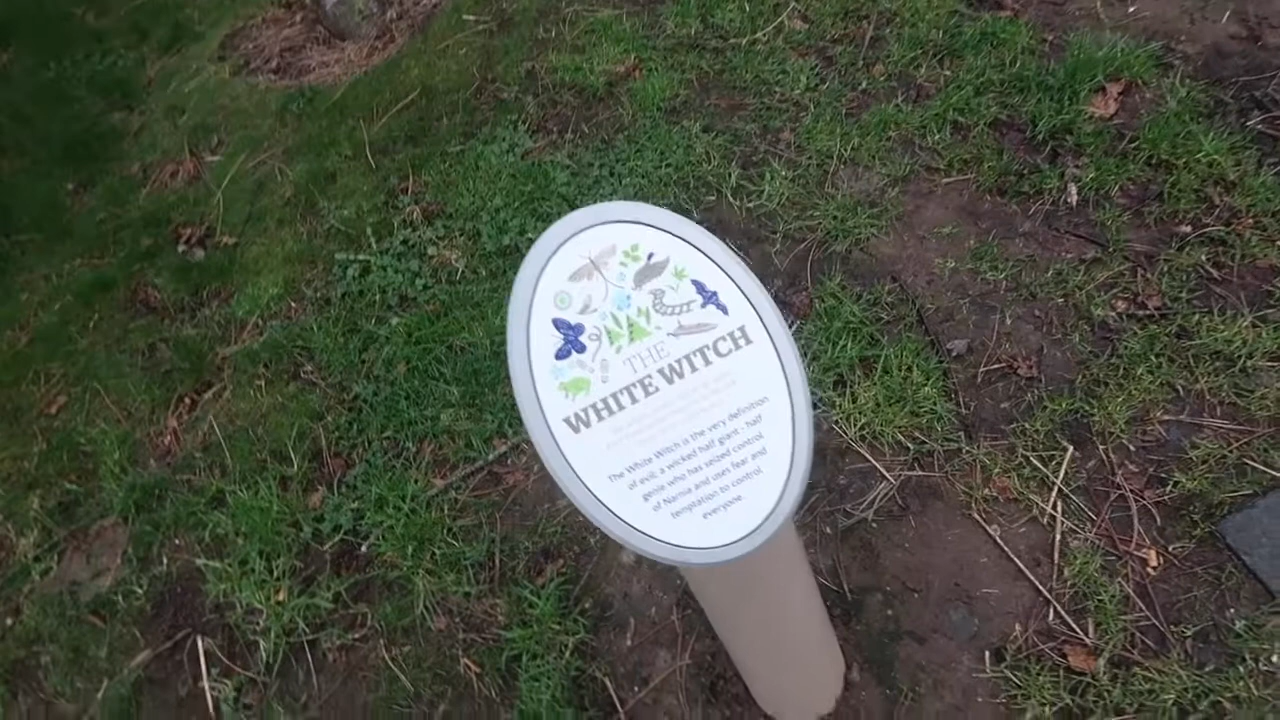 THE
WHITE WITCH
The White Witch is the very definition
of evil; a wicked half giant - half
genie who has seized control
of Narnia and uses fear and
temptation to control
everyone.